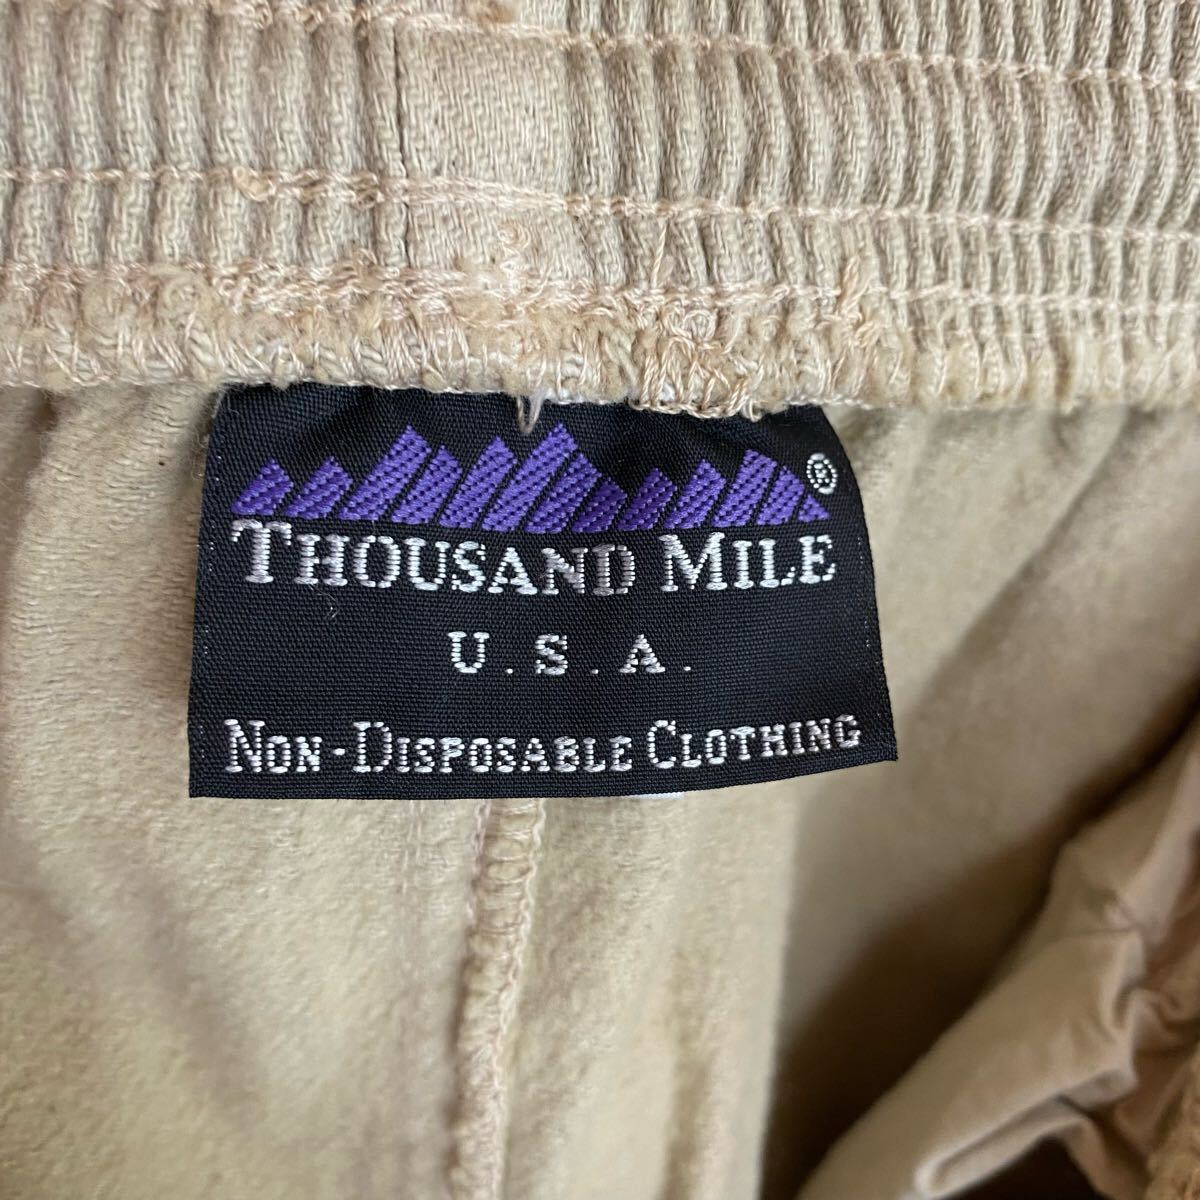 ®
THOUSAND MILE
U.S.A.
NON-DISPOSABLE CLOTHING